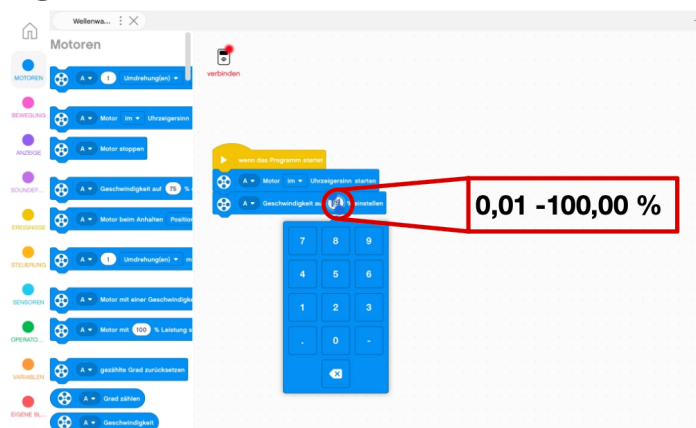 Wellenwa...
Motoren
verbinden
MOTOREN
A 1 Umdrehung(en)
BEWEGUNG
A Motor im Uhrzeigersinn
ANZEIGE
A Motor stoppen
wenn das Programm startet
A Motor im Uhrzeigersinn starten
SOUNDEF...
A Geschwindigkeit auf 75 %
A Geschwindigkeit auf % einstellen
0,01 -100,00 %
EREIGNISSE
A Motor beim Anhalten Position
7 8 9
STEUERUNG
A 1 Umdrehung(en)
4 5 6
SENSOREN
A Motor mit einer Geschwindigke
1 2 3
OPERATO...
A Motor mit 100 % Leistung s
. 0 -
VARIABLEN
A gezählte Grad zurücksetzen
A Grad zählen
EIGENE BL...
A Geschwindigkeit